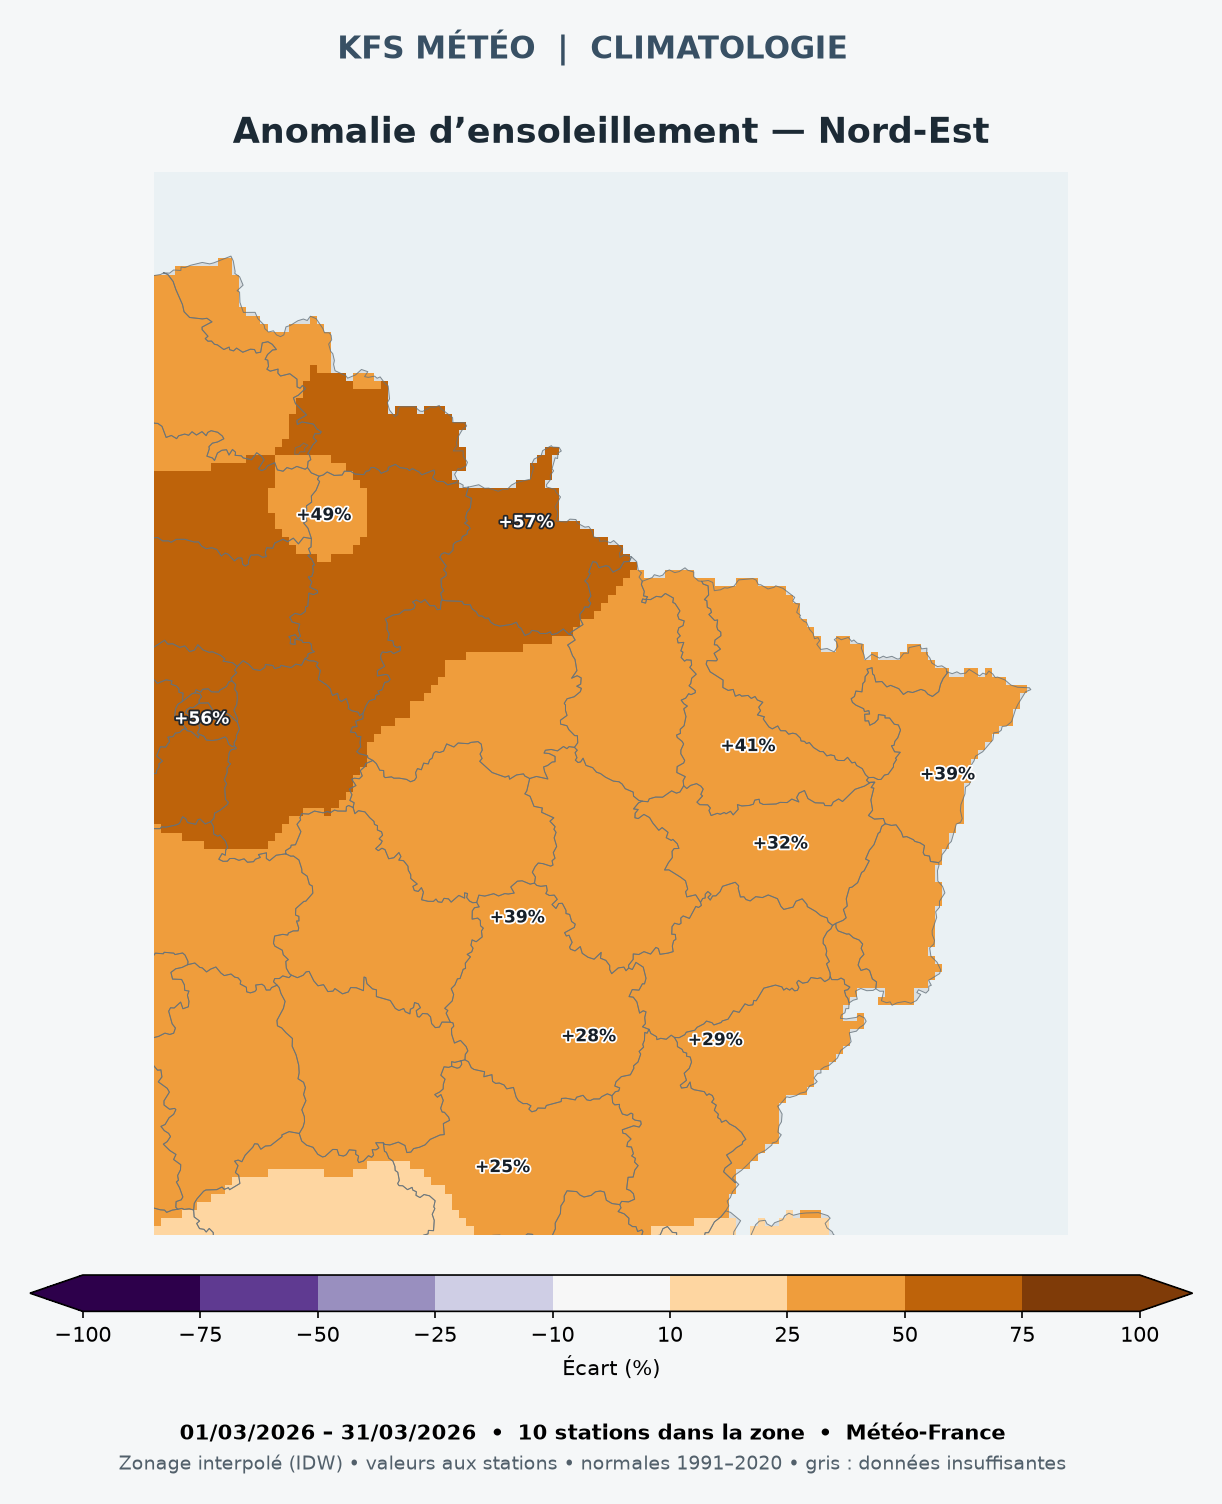 KFS MÉTÉO | CLIMATOLOGIE
Anomalie d’ensoleillement — Nord-Est
+49%
+57%
+56%
+41%
+39%
+32%
+39%
+28%
+29%
+25%
−100 −75 −50 −25 −10 10 25 50 75 100
Écart (%)
01/03/2026 – 31/03/2026 • 10 stations dans la zone • Météo-France
Zonage interpolé (IDW) • valeurs aux stations • normales 1991–2020 • gris : données insuffisantes